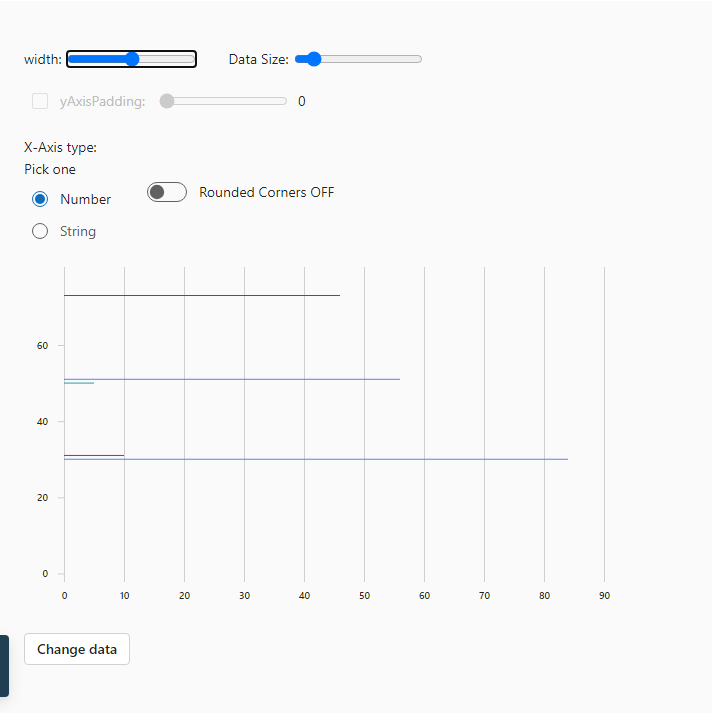 width: Data Size:
yAxisPadding: 0
X-Axis type:
Pick one
Number
Rounded Corners OFF
String
60
40
20
0
0 10 20 30 40 50 60 70 80 90
Change data